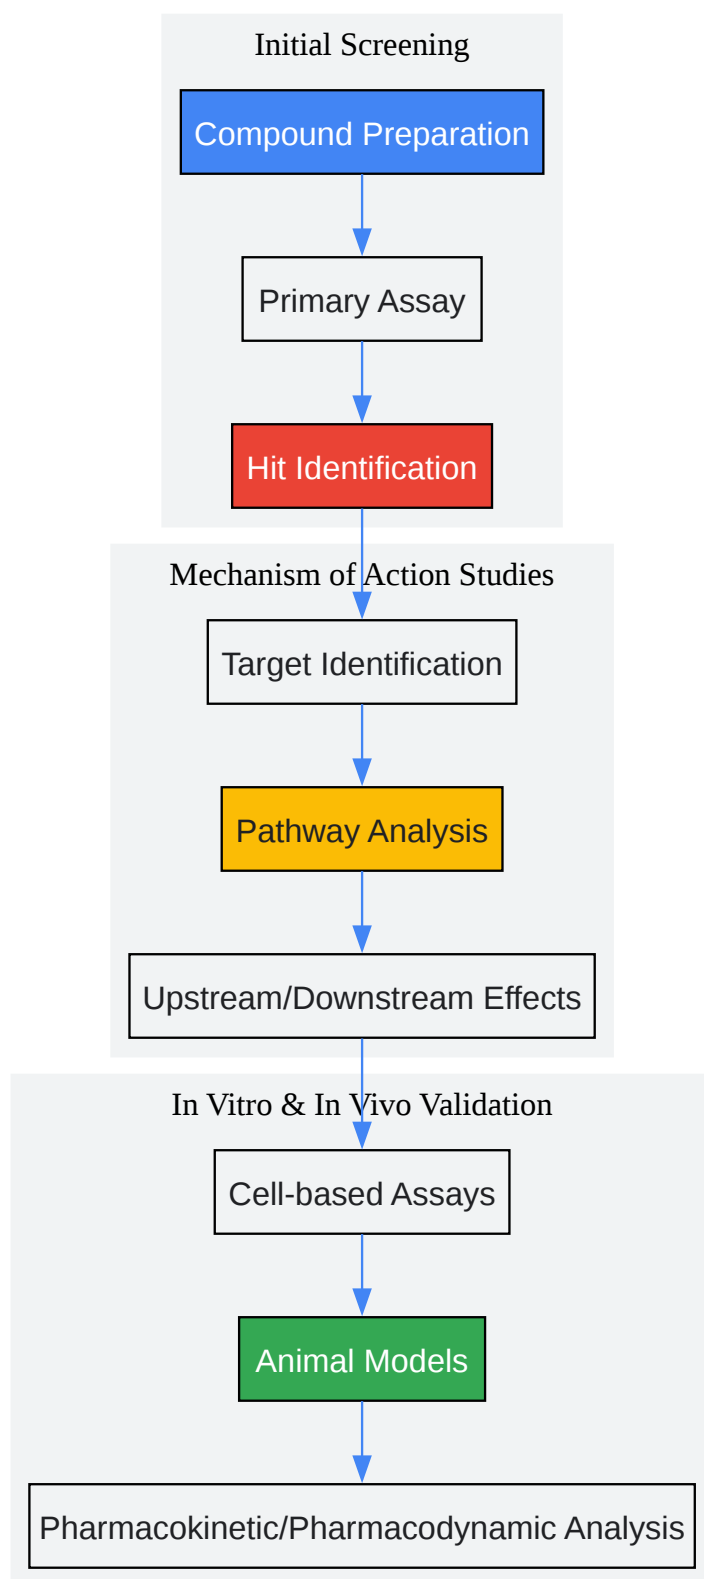 Initial Screening
Compound Preparation
Primary Assay
Hit Identification
Mechanism of Action Studies
Target Identification
Pathway Analysis
Upstream/Downstream Effects
In Vitro & In Vivo Validation
Cell-based Assays
Animal Models
Pharmacokinetic/Pharmacodynamic Analysis